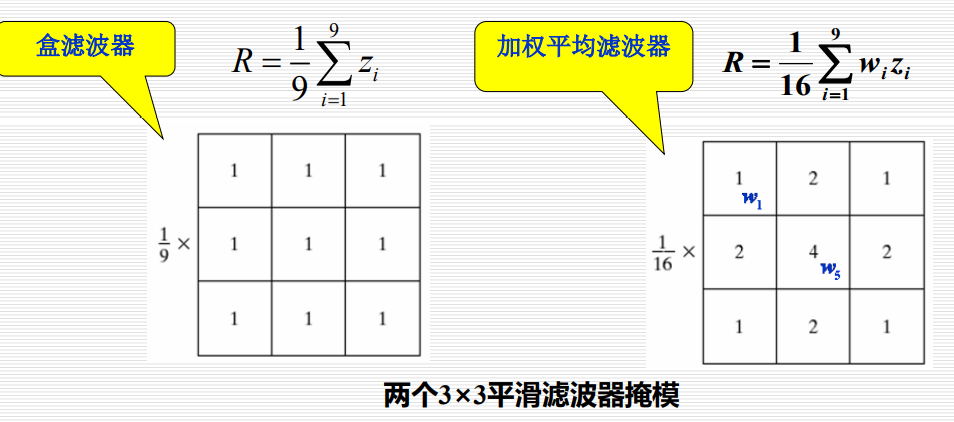 盒滤波器
R = \frac{1}{9} \sum_{i=1}^{9} z_i
加权平均滤波器
R = \frac{1}{16} \sum_{i=1}^{9} w_i z_i
\frac{1}{9} ×
1 1 1
1 1 1
1 1 1
\frac{1}{16} ×
1 w_1 2 1
2 4 w_5 2
1 2 1
两个3×3平滑滤波器掩模